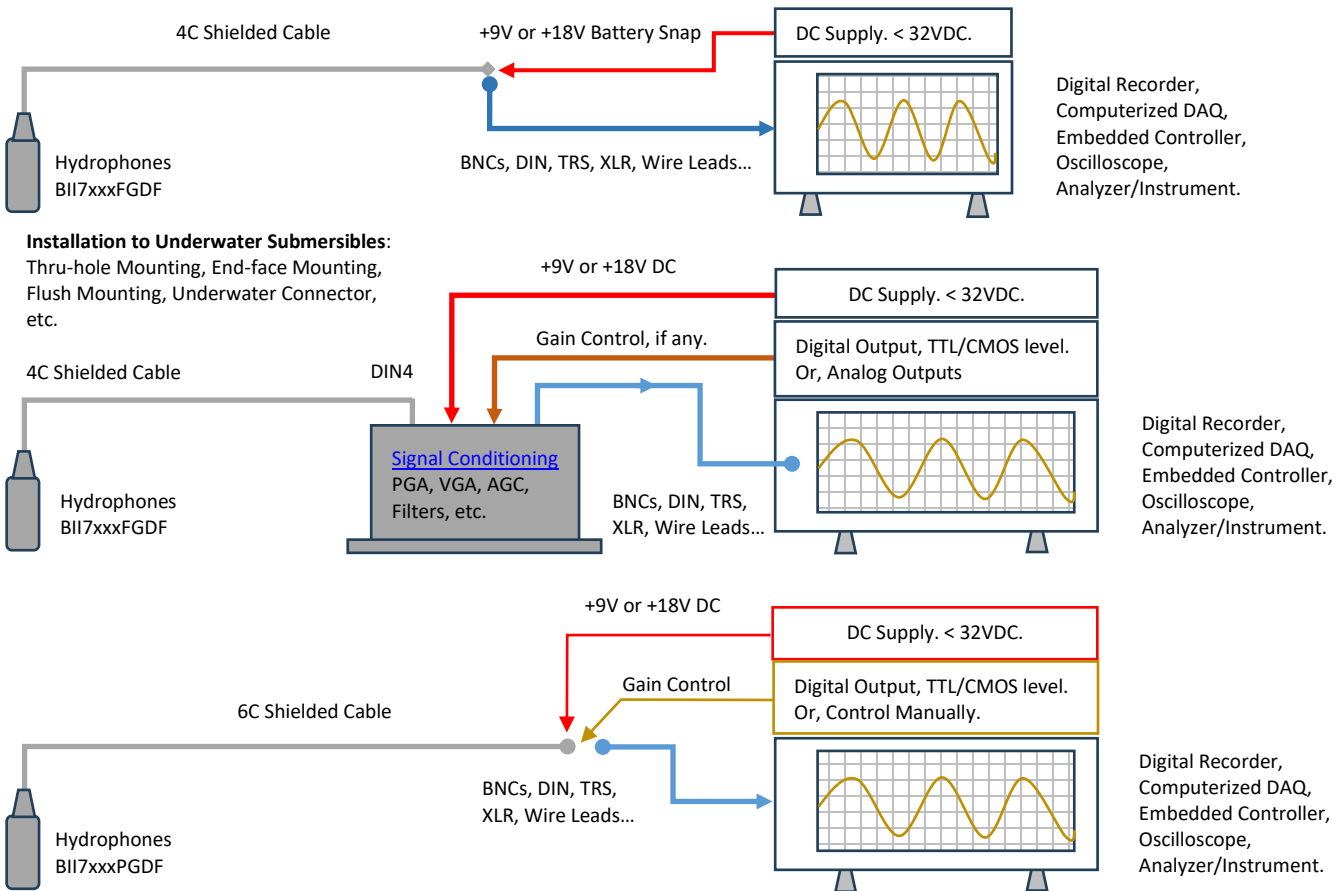 4C Shielded Cable
+9V or +18V Battery Snap
DC Supply. < 32VDC.
Hydrophones
BII7xxxFGDF
BNCs, DIN, TRS, XLR, Wire Leads…
Digital Recorder,
Computerized DAQ,
Embedded Controller,
Oscilloscope,
Analyzer/Instrument.
Installation to Underwater Submersibles:
Thru-hole Mounting, End-face Mounting,
Flush Mounting, Underwater Connector,
etc.
+9V or +18V DC
DC Supply. < 32VDC.
Gain Control, if any.
Digital Output, TTL/CMOS level.
Or, Analog Outputs
4C Shielded Cable
DIN4
Signal Conditioning
PGA, VGA, AGC,
Filters, etc.
Hydrophones
BII7xxxFGDF
BNCs, DIN, TRS,
XLR, Wire Leads…
Digital Recorder,
Computerized DAQ,
Embedded Controller,
Oscilloscope,
Analyzer/Instrument.
+9V or +18V DC
DC Supply. < 32VDC.
Gain Control
Digital Output, TTL/CMOS level.
Or, Control Manually.
6C Shielded Cable
BNCs, DIN, TRS,
XLR, Wire Leads…
Hydrophones
BII7xxxPGDF
Digital Recorder,
Computerized DAQ,
Embedded Controller,
Oscilloscope,
Analyzer/Instrument.